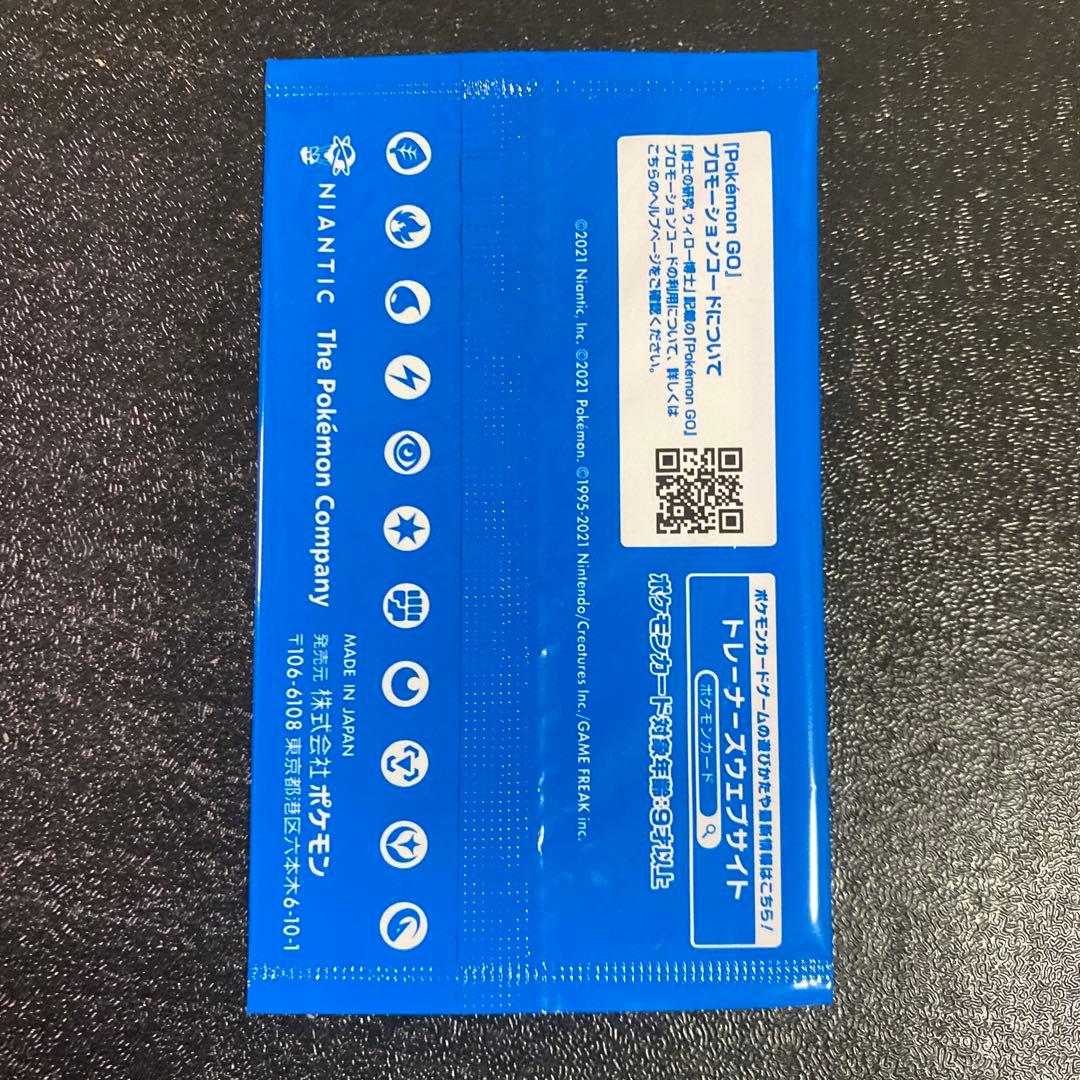 「Pokémon GO」
プロモーションコードについて
「博士の研究 ウィロー博士」記載の「Pokémon GO」
プロモーションコードの利用について、詳しくは
こちらのヘルプページをご確認ください。
ポケモンカードゲームの遊びかたや最新情報はこちら！
トレーナーズウェブサイト
ポケモンカード
ポケモンカード対象年齢：9才以上
©2021 Niantic, Inc. ©2021 Pokémon. ©1995-2021 Nintendo/Creatures Inc./GAME FREAK inc.
NIANTIC The Pokémon Company
MADE IN JAPAN
発売元 株式会社 ポケモン
〒106-6108 東京都港区六本木6-10-1